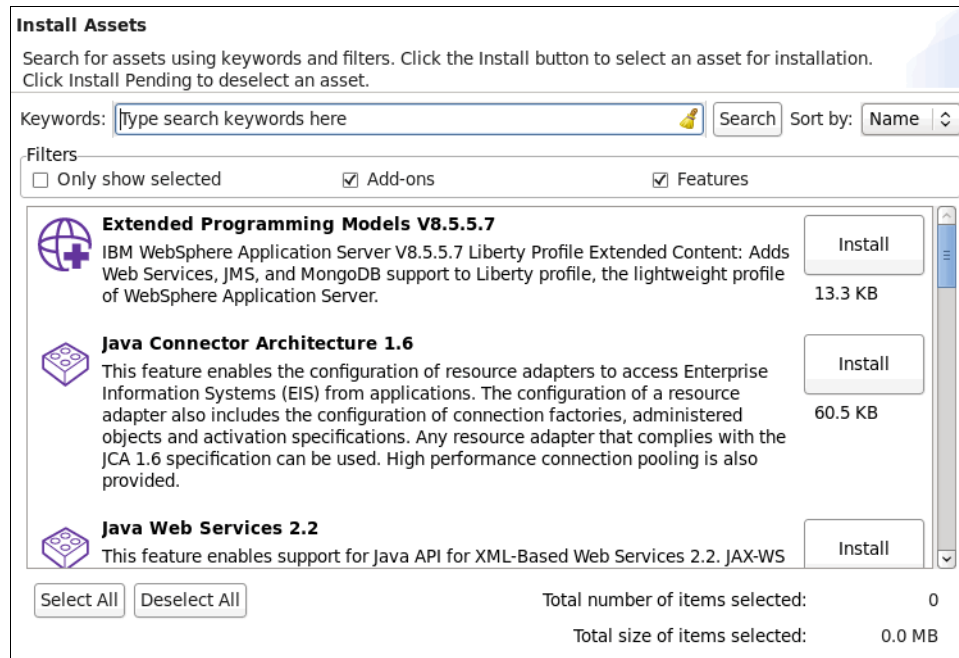 Install Assets
Search for assets using keywords and filters. Click the Install button to select an asset for installation.
Click Install Pending to deselect an asset.
Keywords: Type search keywords here Search Sort by: Name
Filters
Only show selected Add-ons Features
Extended Programming Models V8.5.5.7
IBM WebSphere Application Server V8.5.5.7 Liberty Profile Extended Content: Adds
Web Services, JMS, and MongoDB support to Liberty profile, the lightweight profile
of WebSphere Application Server.
Install
13.3 KB
Java Connector Architecture 1.6
This feature enables the configuration of resource adapters to access Enterprise
Information Systems (EIS) from applications. The configuration of a resource
adapter also includes the configuration of connection factories, administered
objects and activation specifications. Any resource adapter that complies with the
JCA 1.6 specification can be used. High performance connection pooling is also
provided.
Install
60.5 KB
Java Web Services 2.2
This feature enables support for Java API for XML-Based Web Services 2.2. JAX-WS
Install
Select All Deselect All Total number of items selected: 0
Total size of items selected: 0.0 MB